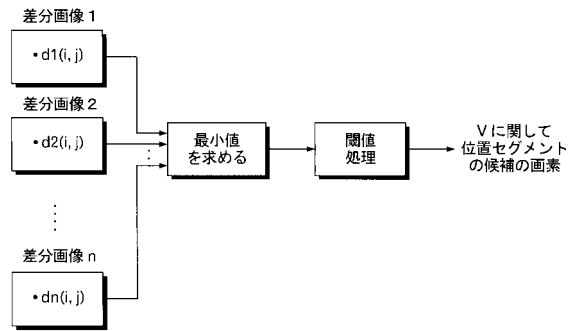 差分画像1
• d1(i, j)
差分画像2
• d2(i, j)
差分画像n
• dn(i, j)
最小値
を求める
閾値
処理
Vに関して
位置セグメント
の候補の画素